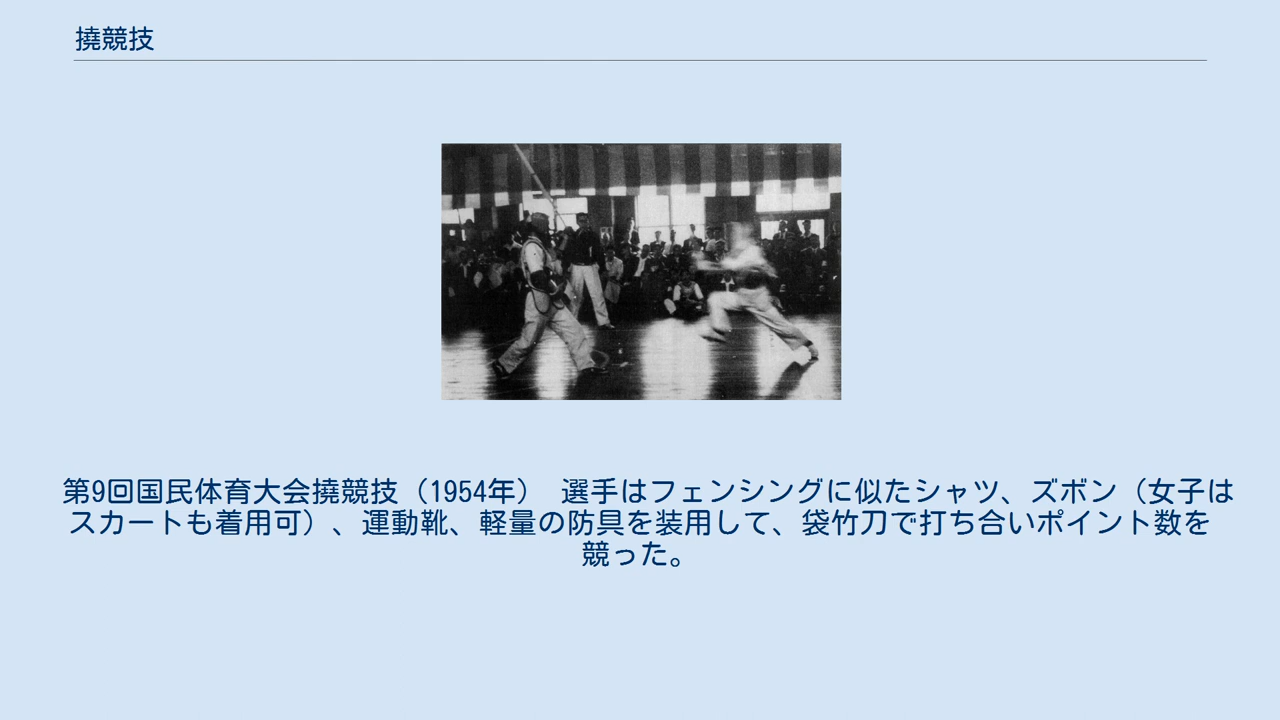 撓競技
第9回国民体育大会撓競技（1954年）　選手はフェンシングに似たシャツ、ズボン（女子は
スカートも着用可）、運動靴、軽量の防具を装用して、袋竹刀で打ち合いポイント数を
競った。